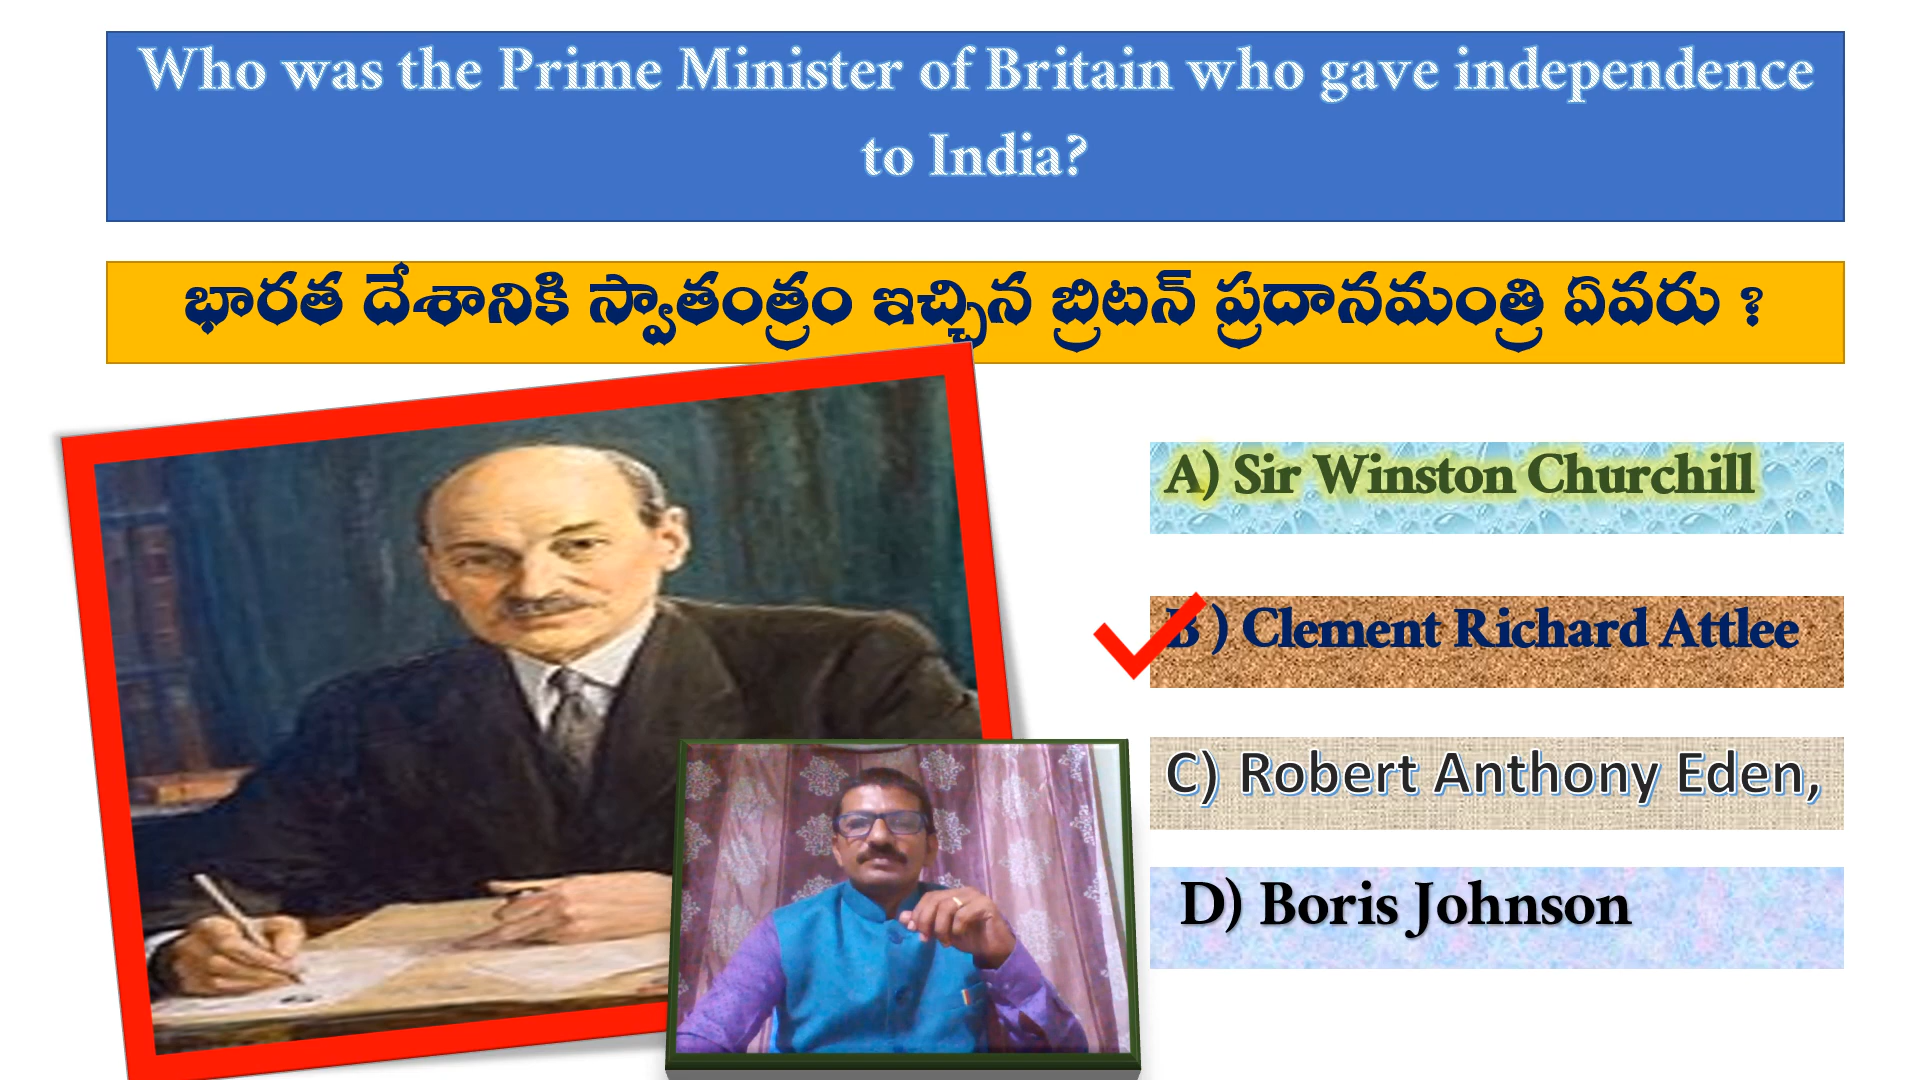 Who was the Prime Minister of Britain who gave independence
to India?
భారత దేశానికి స్వాతంత్రం ఇచ్చిన బ్రిటన్ ప్రదానమంత్రి ఏవరు ?
A) Sir Winston Churchill
B ) Clement Richard Attlee
C) Robert Anthony Eden,
D) Boris Johnson